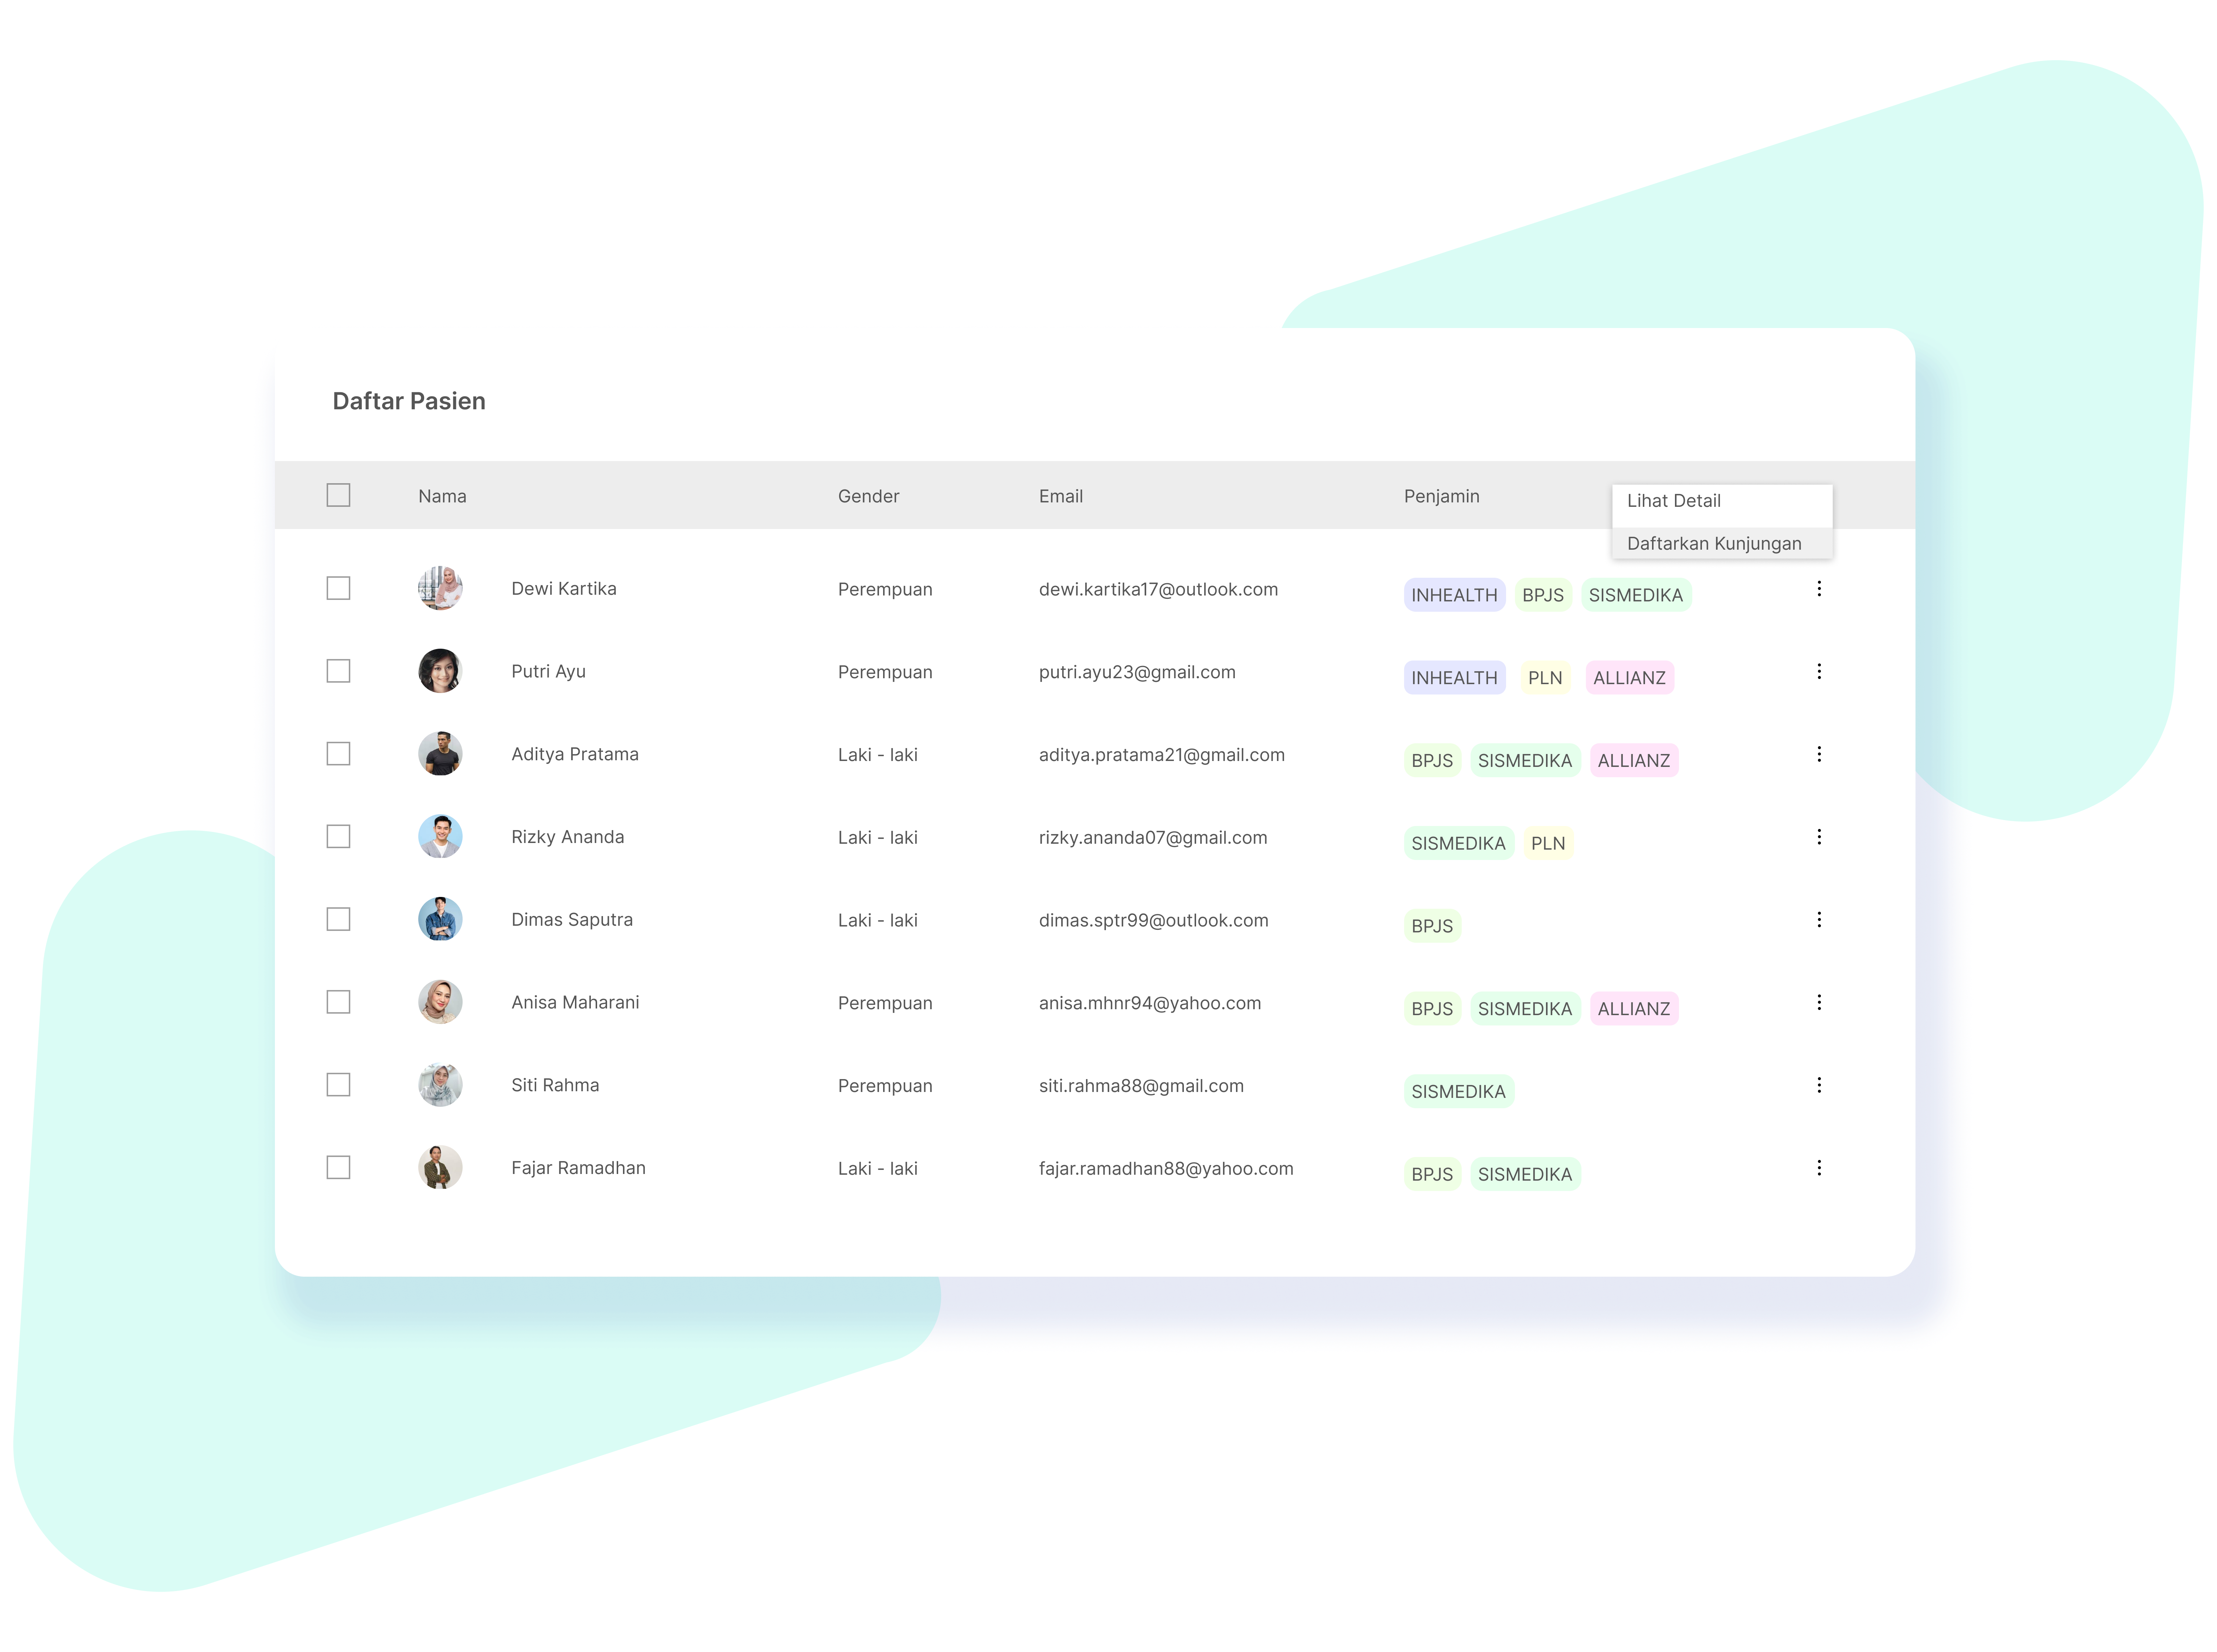 Daftar Pasien
Nama Gender Email Penjamin
Lihat Detail
Daftarkan Kunjungan
Dewi Kartika Perempuan dewi.kartika17@outlook.com INHEALTH BPJS SISMEDIKA
Putri Ayu Perempuan putri.ayu23@gmail.com INHEALTH PLN ALLIANZ
Aditya Pratama Laki - laki aditya.pratama21@gmail.com BPJS SISMEDIKA ALLIANZ
Rizky Ananda Laki - laki rizky.ananda07@gmail.com SISMEDIKA PLN
Dimas Saputra Laki - laki dimas.sptr99@outlook.com BPJS
Anisa Maharani Perempuan anisa.mhnr94@yahoo.com BPJS SISMEDIKA ALLIANZ
Siti Rahma Perempuan siti.rahma88@gmail.com SISMEDIKA
Fajar Ramadhan Laki - laki fajar.ramadhan88@yahoo.com BPJS SISMEDIKA